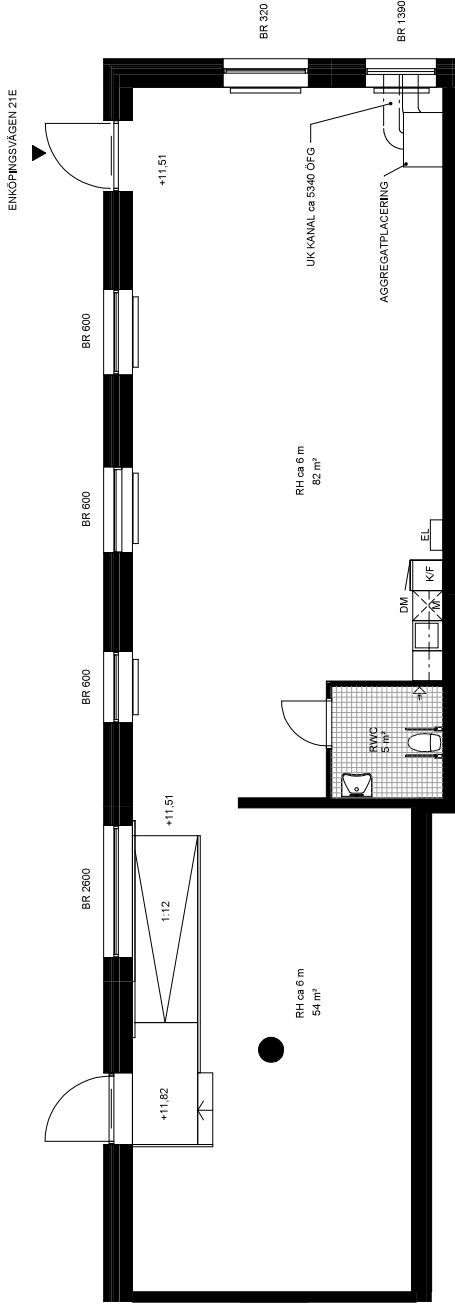 ENKÖPINGSVÄGEN 21E
BR 320
BR 1390
+11,51
UK KANAL ca 5340 ÖFG
AGGREGATPLACERING
BR 600
BR 600
BR 600
RH ca 6 m
82 m²
EL
K/F
DM
M
RWC
5 m²
BR 2600
+11,51
1:12
+11,82
RH ca 6 m
54 m²